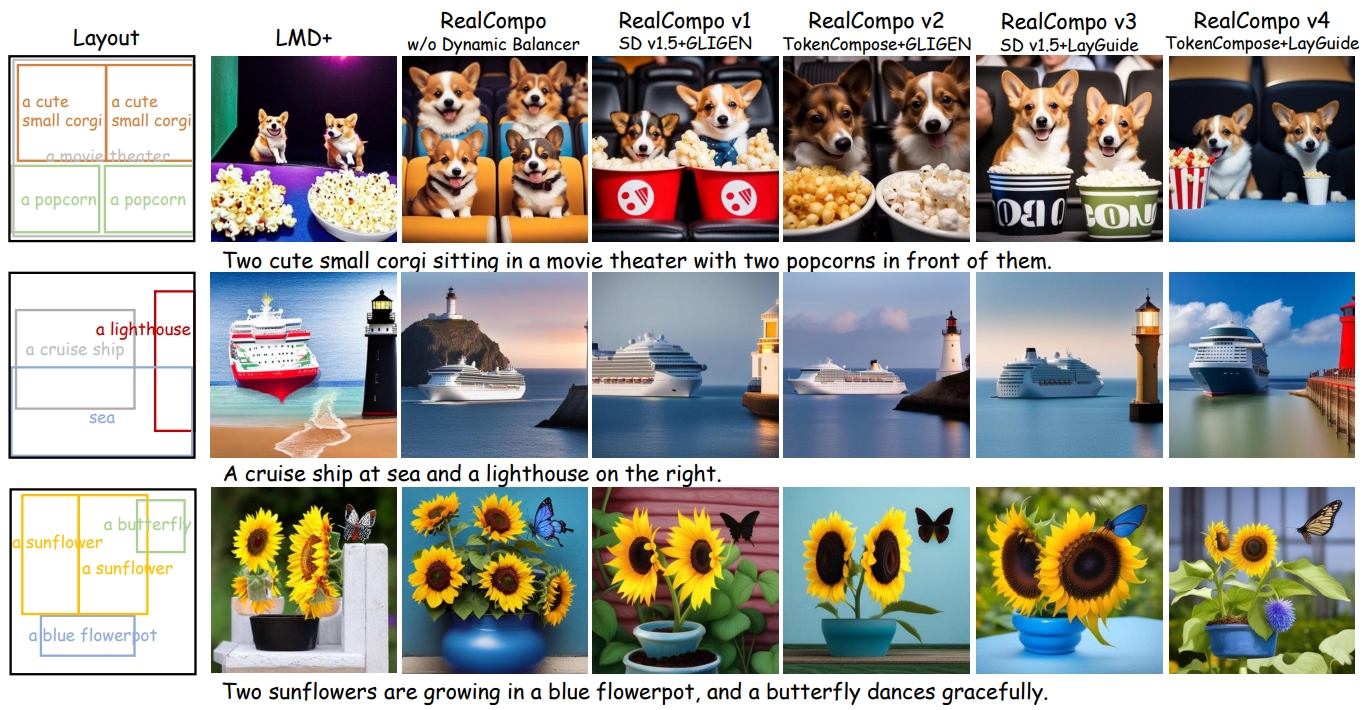 Layout
LMD+
RealCompo
w/o Dynamic Balancer
RealCompo v1
SD v1.5+GLIGEN
RealCompo v2
TokenCompose+GLIGEN
RealCompo v3
SD v1.5+LayGuide
RealCompo v4
TokenCompose+LayGuide
a cute
small corgi
a cute
small corgi
a movie theater
a popcorn
a popcorn
Two cute small corgi sitting in a movie theater with two popcorns in front of them.
a lighthouse
a cruise ship
sea
A cruise ship at sea and a lighthouse on the right.
a butterfly
a sunflower
a sunflower
a blue flowerpot
Two sunflowers are growing in a blue flowerpot, and a butterfly dances gracefully.